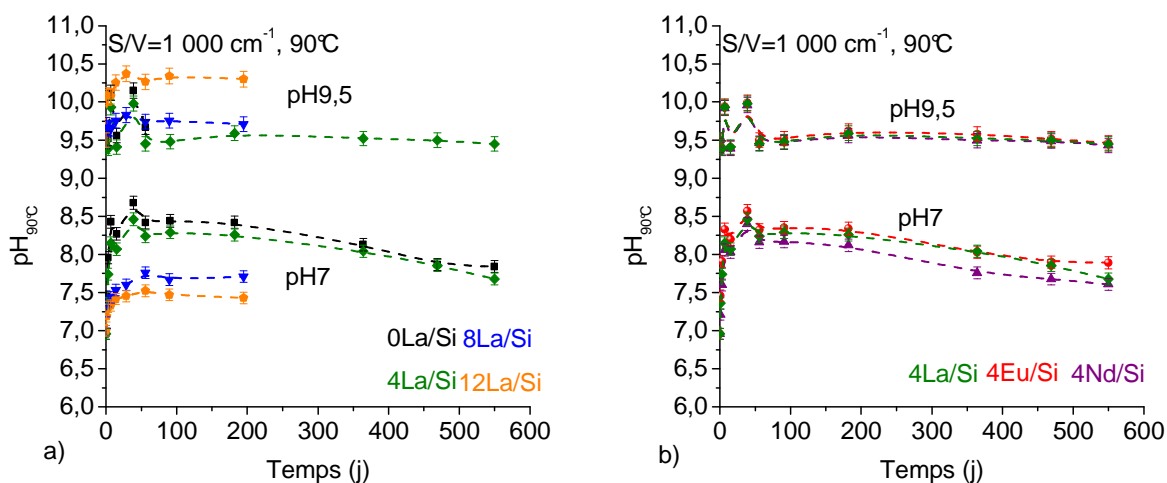 11,0
10,5
10,0
9,5
9,0
8,5
8,0
7,5
7,0
6,5
6,0
pH90°C
S/V=1 000 cm-1, 90°C
pH9,5
pH7
0La/Si 8La/Si
4La/Si 12La/Si
0 100 200 300 400 500 600
a) Temps (j)
11,0
10,5
10,0
9,5
9,0
8,5
8,0
7,5
7,0
6,5
6,0
pH90°C
S/V=1 000 cm-1, 90°C
pH9,5
pH7
4La/Si 4Eu/Si 4Nd/Si
0 100 200 300 400 500 600
b) Temps (j)